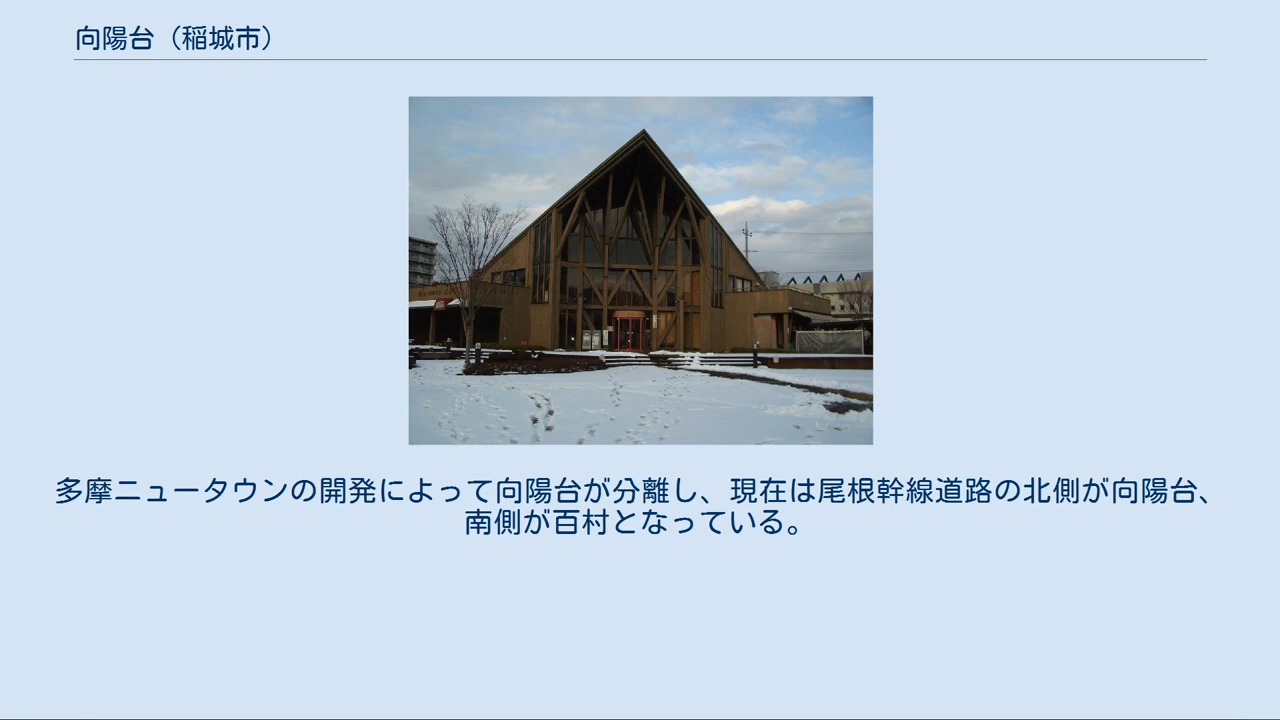 向陽台（稲城市）
多摩ニュータウンの開発によって向陽台が分離し、現在は尾根幹線道路の北側が向陽台、
南側が百村となっている。